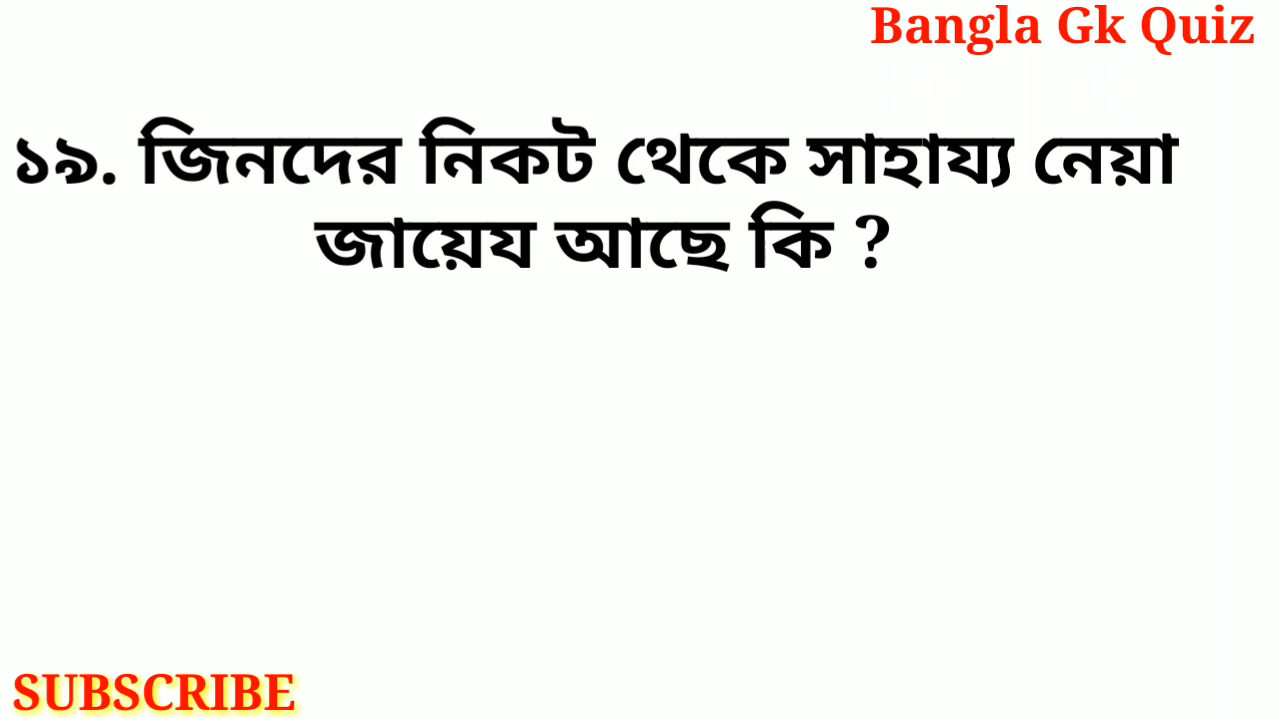 Bangla Gk Quiz
১৯. জিনদের নিকট থেকে সাহায্য নেয়া
জায়েয আছে কি ?
SUBSCRIBE